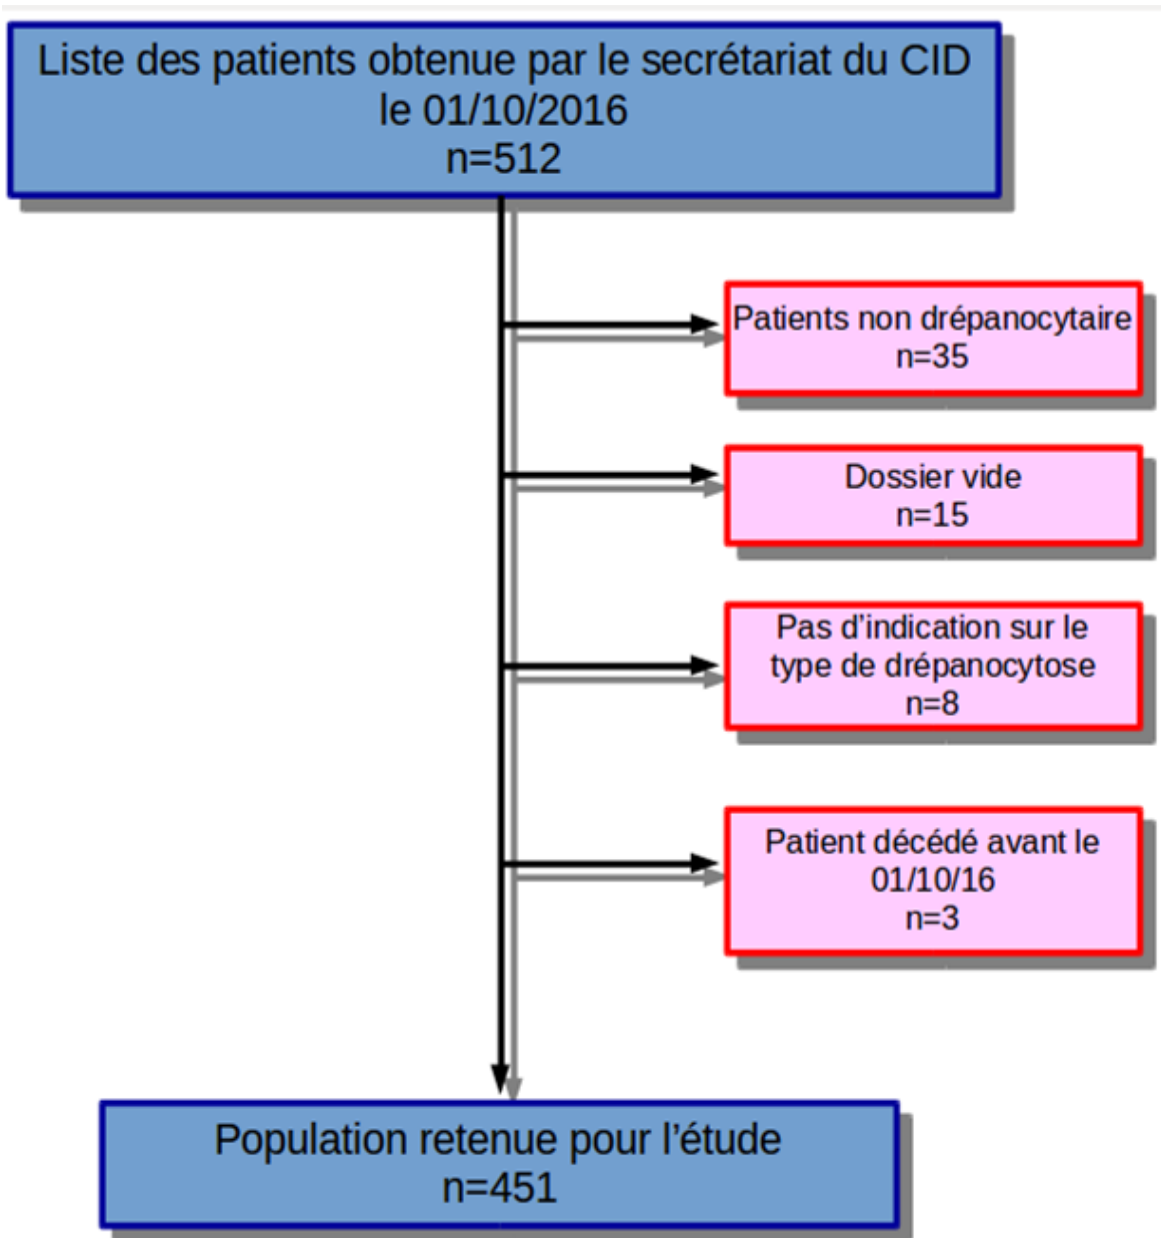 Liste des patients obtenue par le secrétariat du CID
le 01/10/2016
n=512
Patients non drépanocytaire
n=35
Dossier vide
n=15
Pas d’indication sur le
type de drépanocytose
n=8
Patient décédé avant le
01/10/16
n=3
Population retenue pour l’étude
n=451